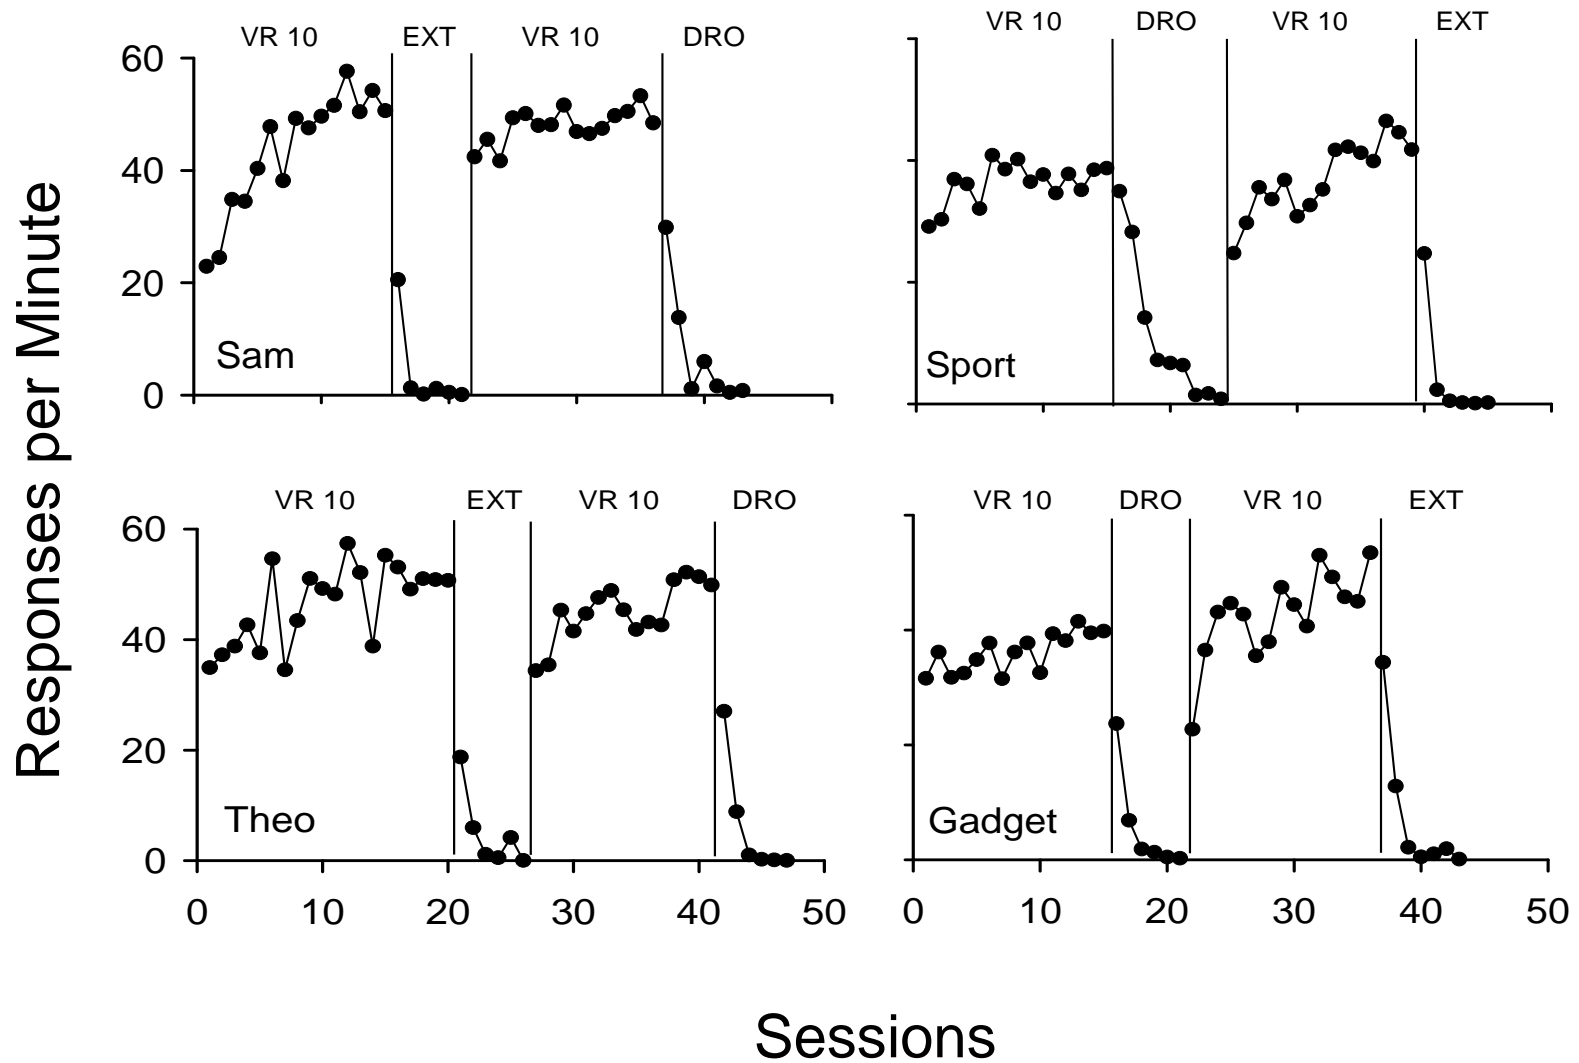 VR 10 EXT VR 10 DRO
60
40
20
0
Sam
VR 10 DRO VR 10 EXT
Sport
Responses per Minute
VR 10 EXT VR 10 DRO
60
40
20
0
Theo
0 10 20 30 40 50
VR 10 DRO VR 10 EXT
Gadget
0 10 20 30 40 50
Sessions